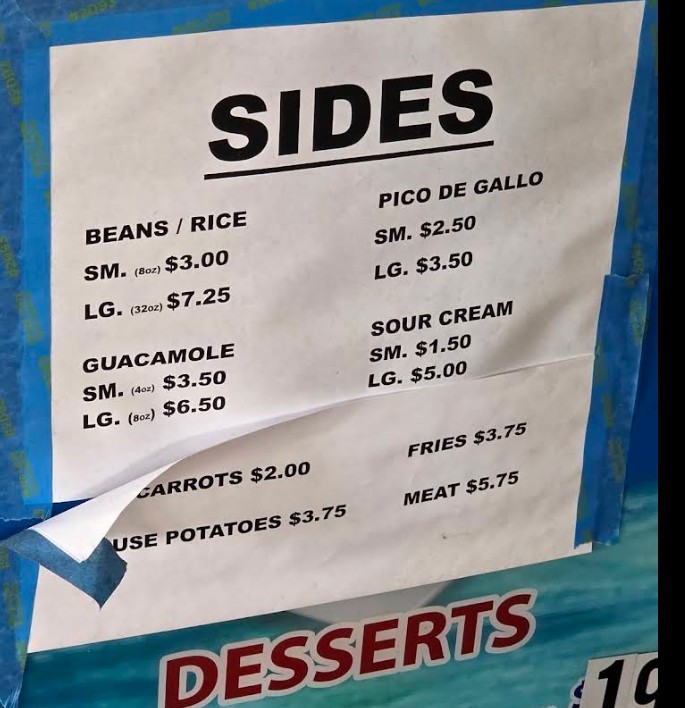 SIDES
BEANS / RICE
SM. (8oz) $3.00
LG. (32oz) $7.25
GUACAMOLE
SM. (4oz) $3.50
LG. (8oz) $6.50
CARROTS $2.00
USE POTATOES $3.75
PICO DE GALLO
SM. $2.50
LG. $3.50
SOUR CREAM
SM. $1.50
LG. $5.00
FRIES $3.75
MEAT $5.75
DESSERTS